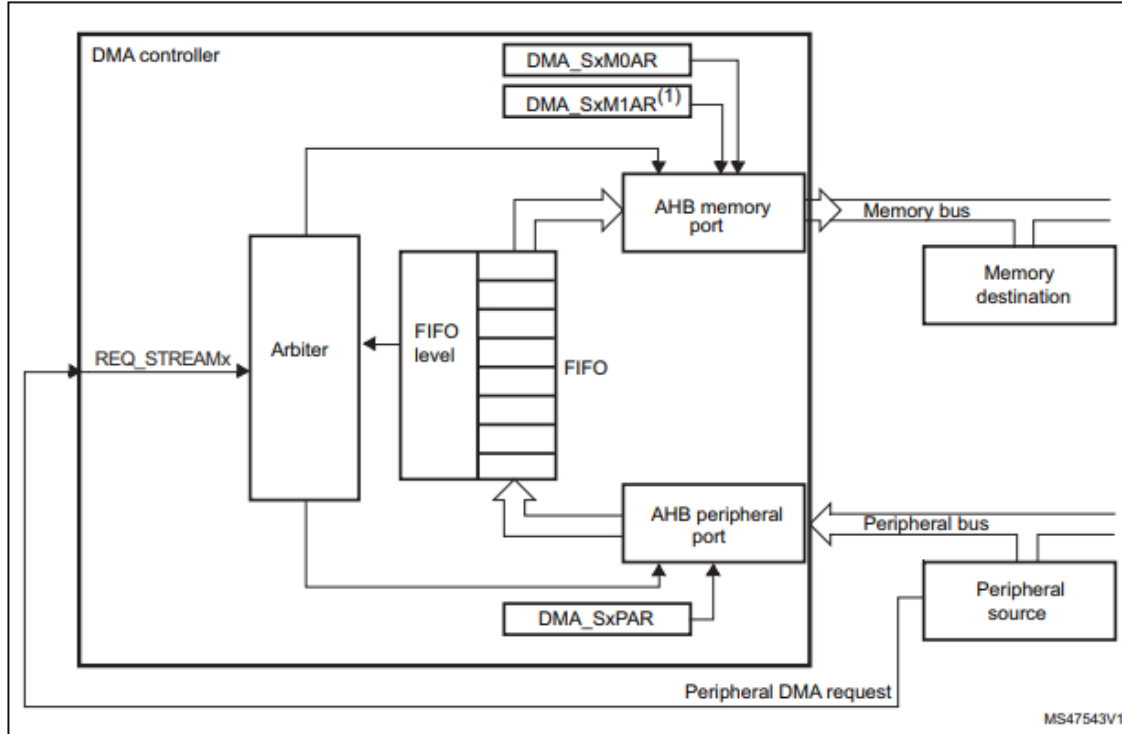 DMA controller
DMA_SxM0AR
DMA_SxM1AR(1)
AHB memory
port
Memory bus
Memory
destination
Arbiter
FIFO
level
FIFO
REQ_STREAMx
AHB peripheral
port
Peripheral bus
Peripheral
source
DMA_SxPAR
Peripheral DMA request
MS47543V1